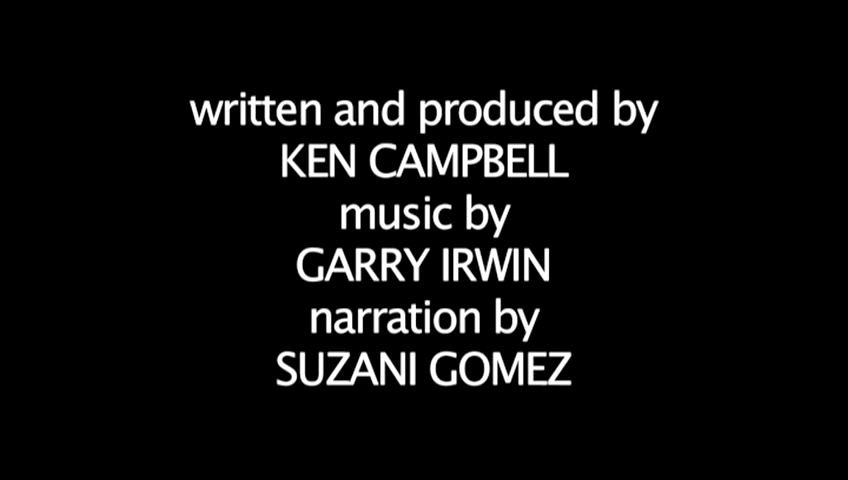 written and produced by
KEN CAMPBELL
music by
GARRY IRWIN
narration by
SUZANI GOMEZ